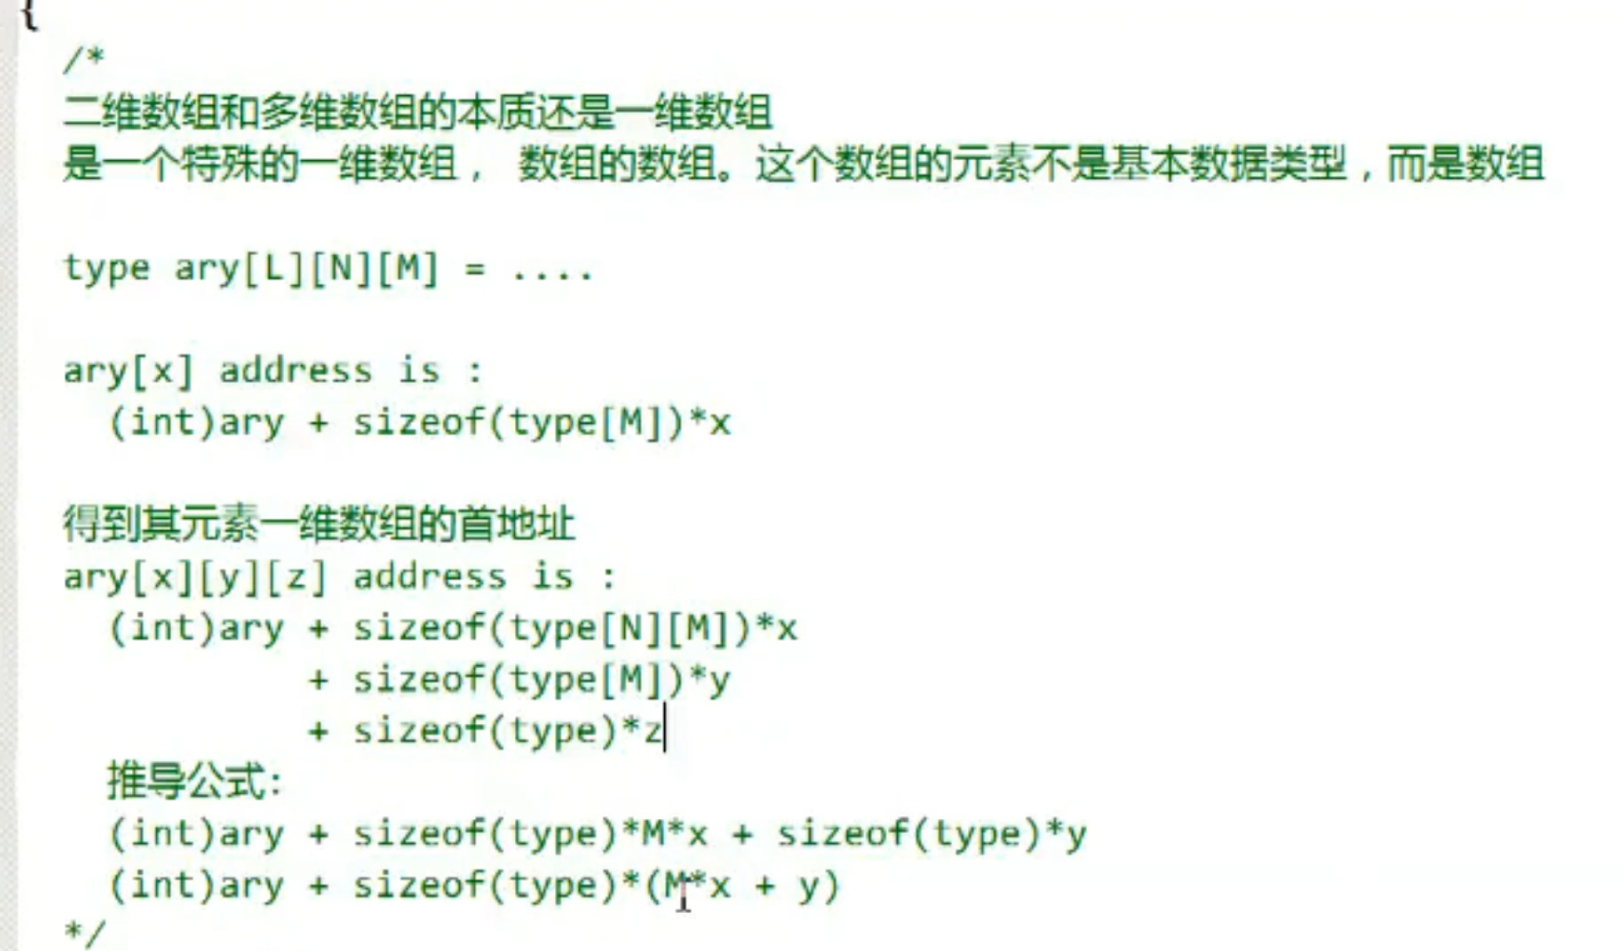 {
/*
二维数组和多维数组的本质还是一维数组
是一个特殊的一维数组， 数组的数组。这个数组的元素不是基本数据类型，而是数组
type ary[L][N][M] = ....
ary[x] address is :
(int)ary + sizeof(type[M])*x
得到其元素一维数组的首地址
ary[x][y][z] address is :
(int)ary + sizeof(type[N][M])*x
+ sizeof(type[M])*y
+ sizeof(type)*z
推导公式:
(int)ary + sizeof(type)*M*x + sizeof(type)*y
(int)ary + sizeof(type)*(M*x + y)
*/